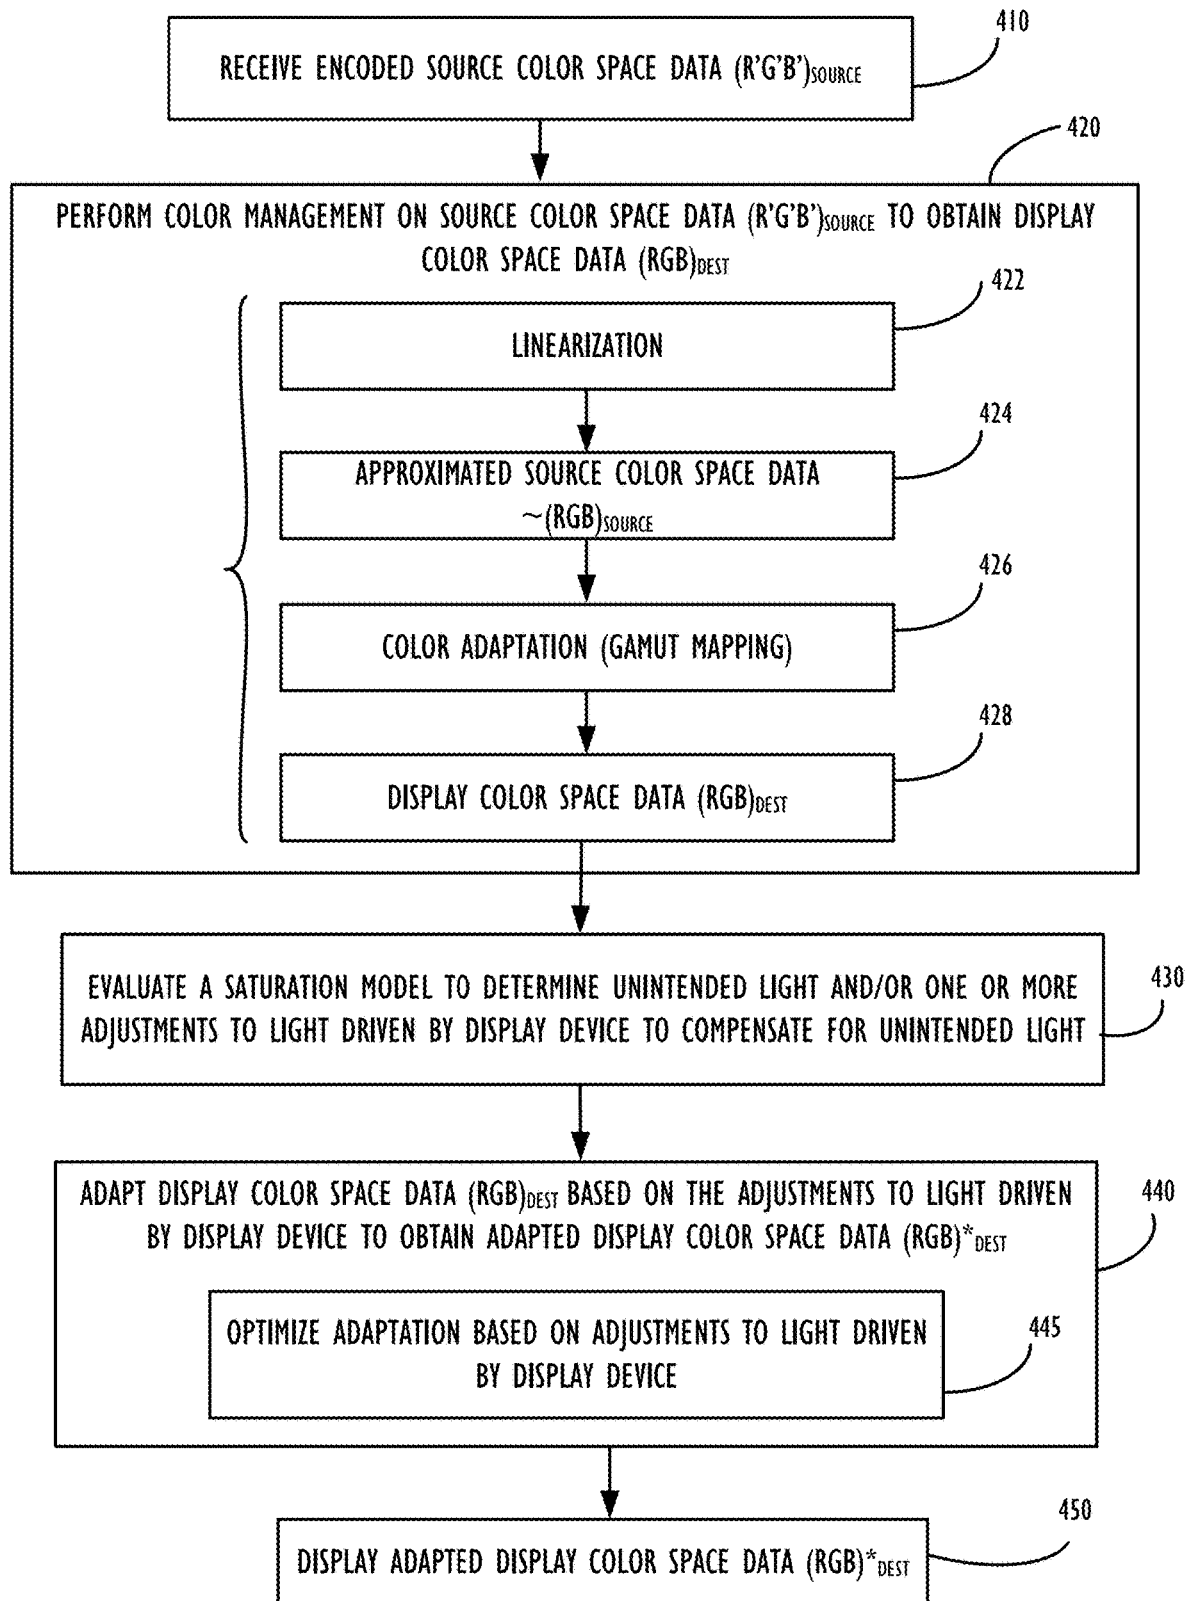 410
RECEIVE ENCODED SOURCE COLOR SPACE DATA (R'G'B')SOURCE
420
PERFORM COLOR MANAGEMENT ON SOURCE COLOR SPACE DATA (R'G'B')SOURCE TO OBTAIN DISPLAY
COLOR SPACE DATA (RGB)DEST
422
LINEARIZATION
424
APPROXIMATED SOURCE COLOR SPACE DATA
~(RGB)SOURCE
426
COLOR ADAPTATION (GAMUT MAPPING)
428
DISPLAY COLOR SPACE DATA (RGB)DEST
EVALUATE A SATURATION MODEL TO DETERMINE UNINTENDED LIGHT AND/OR ONE OR MORE
430
ADJUSTMENTS TO LIGHT DRIVEN BY DISPLAY DEVICE TO COMPENSATE FOR UNINTENDED LIGHT
ADAPT DISPLAY COLOR SPACE DATA (RGB)DEST BASED ON THE ADJUSTMENTS TO LIGHT DRIVEN
440
BY DISPLAY DEVICE TO OBTAIN ADAPTED DISPLAY COLOR SPACE DATA (RGB)*DEST
OPTIMIZE ADAPTATION BASED ON ADJUSTMENTS TO LIGHT DRIVEN
445
BY DISPLAY DEVICE
450
DISPLAY ADAPTED DISPLAY COLOR SPACE DATA (RGB)*DEST